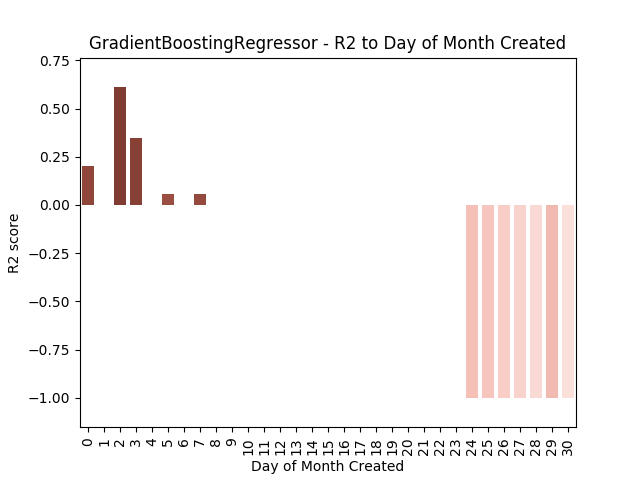 GradientBoostingRegressor - R2 to Day of Month Created
0.75
0.50
0.25
0.00
−0.25
−0.50
−0.75
−1.00
R2 score
0 1 2 3 4 5 6 7 8 9 10 11 12 13 14 15 16 17 18 19 20 21 22 23 24 25 26 27 28 29 30
Day of Month Created